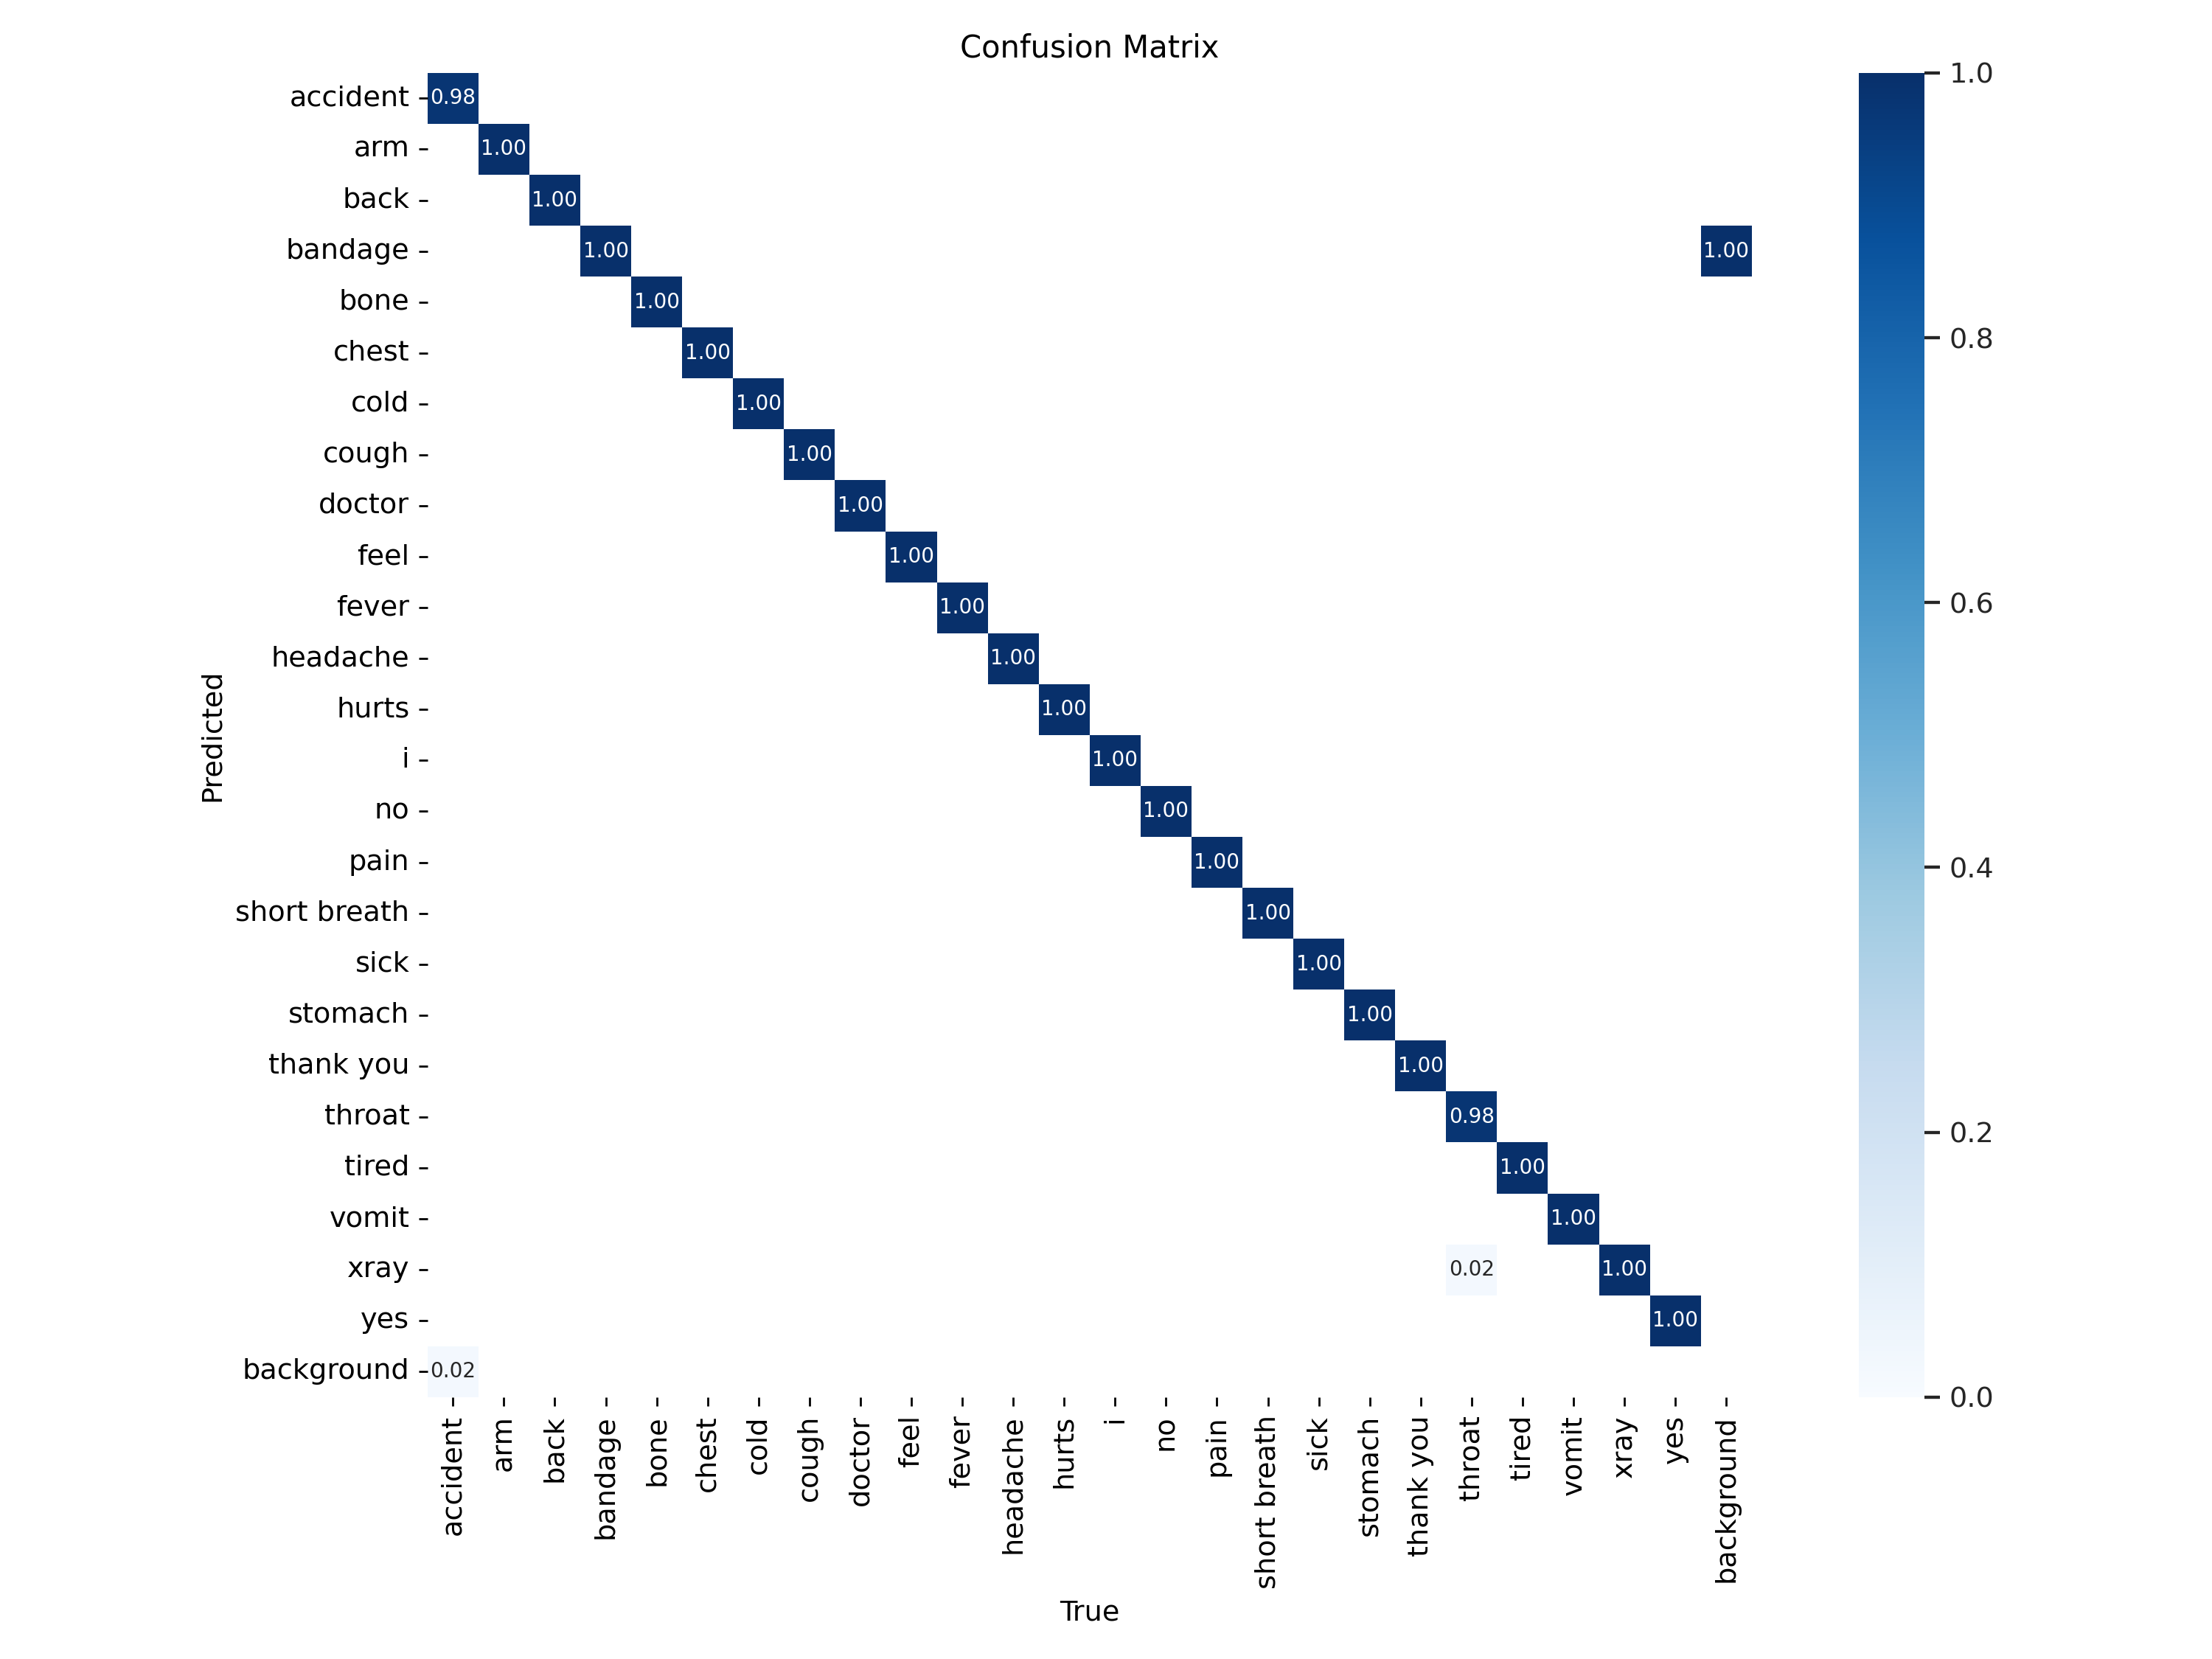 Confusion Matrix
accident 0.98 1.0
arm 1.00
back 1.00
bandage 1.00 1.00
bone 1.00
chest 1.00 0.8
cold 1.00
cough 1.00
doctor 1.00
feel 1.00
fever 1.00 0.6
headache 1.00
hurts 1.00
Predicted
i 1.00
no 1.00
pain 1.00 0.4
short breath 1.00
sick 1.00
stomach 1.00
thank you 1.00
throat 0.98 0.2
tired 1.00
vomit 1.00
xray 0.02 1.00
yes 1.00
background 0.02 0.0
accident arm back bandage bone chest cold cough doctor feel fever headache hurts i no pain short breath sick stomach thank you throat tired vomit xray yes background
True